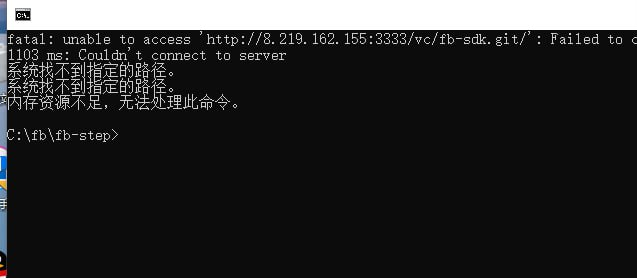 fatal: unable to access 'http://8.219.162.155:3333/vc/fb-sdk.git/': Failed to
1103 ms: Couldn't connect to server
系统找不到指定的路径。
系统找不到指定的路径。
内存资源不足，无法处理此命令。
C:\fb\fb-step>